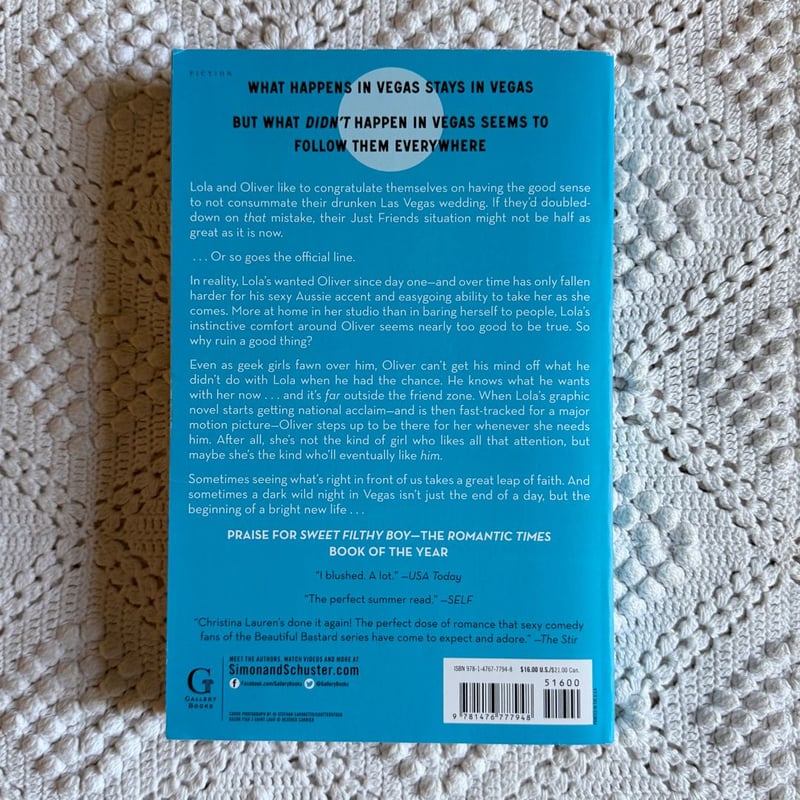 FICTION
WHAT HAPPENS IN VEGAS STAYS IN VEGAS
BUT WHAT DIDN'T HAPPEN IN VEGAS SEEMS TO
FOLLOW THEM EVERYWHERE
Lola and Oliver like to congratulate themselves on having the good sense
to not consummate their drunken Las Vegas wedding. If they'd doubled-
down on that mistake, their Just Friends situation might not be half as
great as it is now.
. . . Or so goes the official line.
In reality, Lola's wanted Oliver since day one—and over time has only fallen
harder for his sexy Aussie accent and easygoing ability to take her as she
comes. More at home in her studio than in baring herself to people, Lola's
instinctive comfort around Oliver seems nearly too good to be true. So
why ruin a good thing?
Even as geek girls fawn over him, Oliver can't get his mind off what he
didn't do with Lola when he had the chance. He knows what he wants
with her now . . . and it's far outside the friend zone. When Lola's graphic
novel starts getting national acclaim—and is then fast-tracked for a major
motion picture—Oliver steps up to be there for her whenever she needs
him. After all, she's not the kind of girl who likes all that attention, but
maybe she's the kind who'll eventually like him.
Sometimes seeing what's right in front of us takes a great leap of faith. And
sometimes a dark wild night in Vegas isn't just the end of a day, but the
beginning of a bright new life . . .
PRAISE FOR SWEET FILTHY BOY—THE ROMANTIC TIMES
BOOK OF THE YEAR
"I blushed. A lot." —USA Today
"The perfect summer read." —SELF
"Christina Lauren's done it again! The perfect dose of romance that sexy comedy
fans of the Beautiful Bastard series have come to expect and adore." —The Stir
G
GALLERY
BOOKS
MEET THE AUTHORS, WATCH VIDEOS AND MORE AT
SimonandSchuster.com
Facebook.com/GalleryBooks @GalleryBooks
ISBN 978-1-4767-7794-8 $16.00 U.S./$21.00 Can.
51600
9 781476 777948